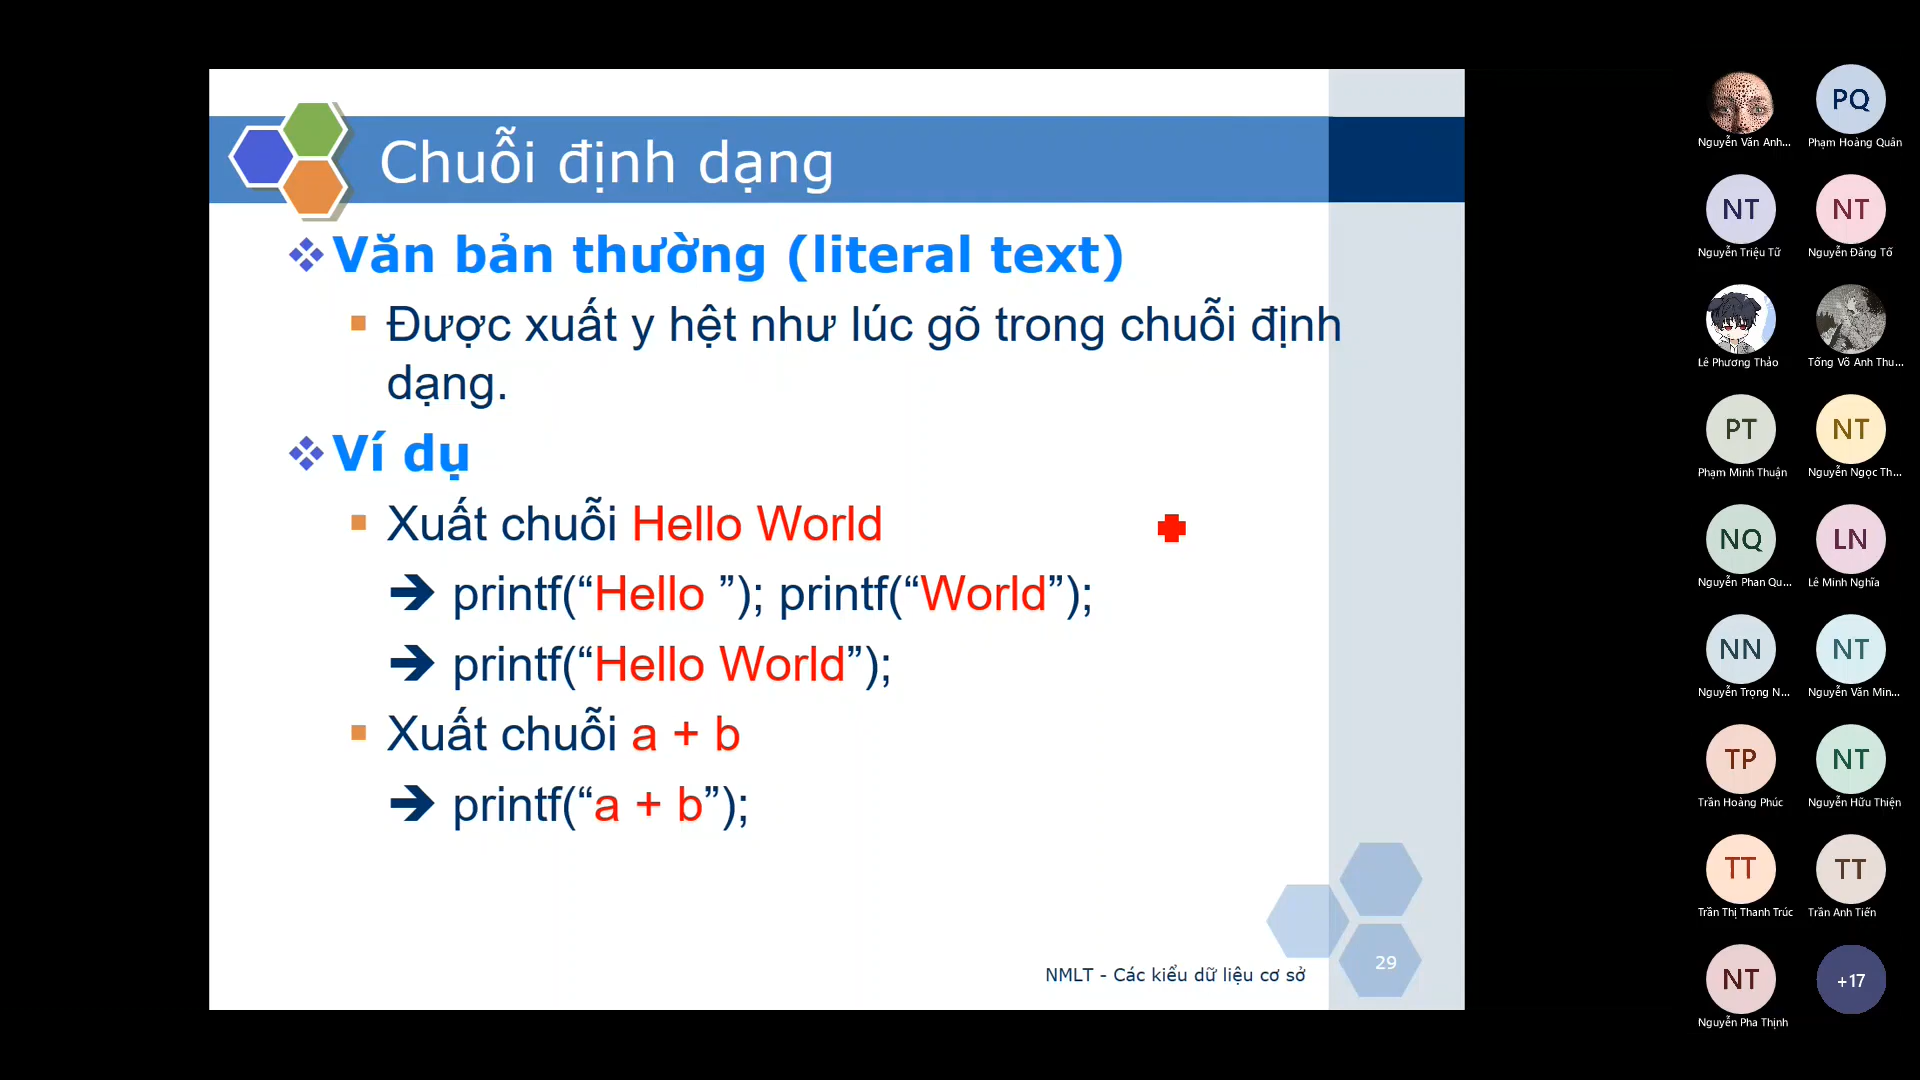 Chuỗi định dạng
Văn bản thường (literal text)
Được xuất y hệt như lúc gõ trong chuỗi định
dạng.
Ví dụ
Xuất chuỗi Hello World
➔ printf(“Hello ”); printf(“World”);
➔ printf(“Hello World”);
Xuất chuỗi a + b
➔ printf(“a + b”);
NMLT - Các kiểu dữ liệu cơ sở
29
PQ
Nguyễn Văn Anh...
Phạm Hoàng Quân
NT
NT
Nguyễn Triệu Tữ
Nguyễn Đăng Tố
Lê Phương Thảo
Tống Võ Anh Thu...
PT
NT
Phạm Minh Thuận
Nguyễn Ngọc Th...
NQ
LN
Nguyễn Phan Qu...
Lê Minh Nghĩa
NN
NT
Nguyễn Trọng N...
Nguyễn Văn Min...
TP
NT
Trần Hoàng Phúc
Nguyễn Hữu Thiện
TT
TT
Trần Thị Thanh Trúc
Trần Anh Tiến
NT
+17
Nguyễn Pha Thịnh